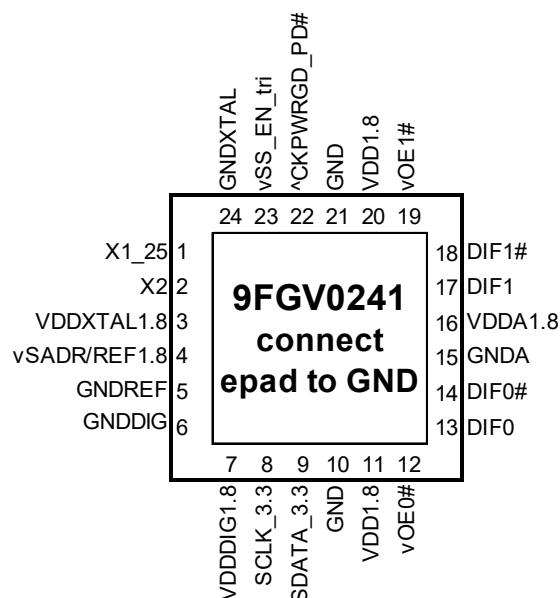 GNDXTAL
vSS_EN_tri
^CKPWRGD_PD#
GND
VDD1.8
vOE1#
24 23 22 21 20 19
X1_25 1
X2 2
VDDXTAL1.8 3
vSADR/REF1.8 4
GNDREF 5
GNDDIG 6
9FGV0241
connect
epad to GND
18 DIF1#
17 DIF1
16 VDDA1.8
15 GNDA
14 DIF0#
13 DIF0
7 8 9 10 11 12
VDDDIG1.8
SCLK_3.3
SDATA_3.3
GND
VDD1.8
vOE0#